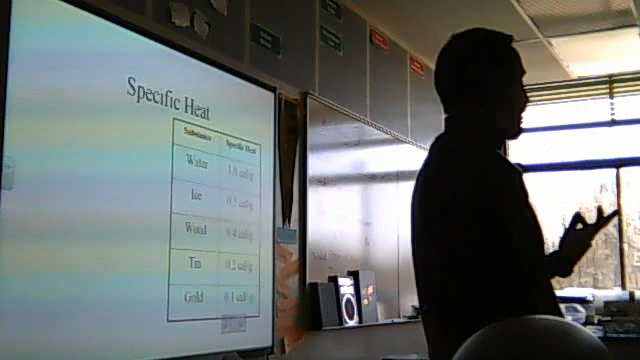 Specific Heat
Substance Specific Heat
Water 1.0 cal/g
Ice 0.5 cal/g
Wood 0.4 cal/g
Tin 0.2 cal/g
Gold 0.1 cal/g